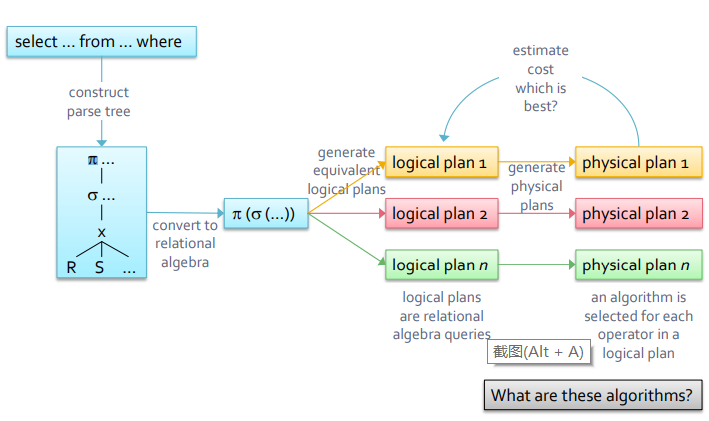 select ... from ... where
construct
parse tree
π ...
σ ...
x
R S ...
convert to
relational
algebra
π (σ (...))
generate
equivalent
logical plans
logical plan 1
logical plan 2
logical plan n
logical plans
are relational
algebra queries
estimate
cost
which is
best?
generate
physical
plans
physical plan 1
physical plan 2
physical plan n
an algorithm is
selected for each
operator in a
logical plan
截图(Alt + A)
What are these algorithms?